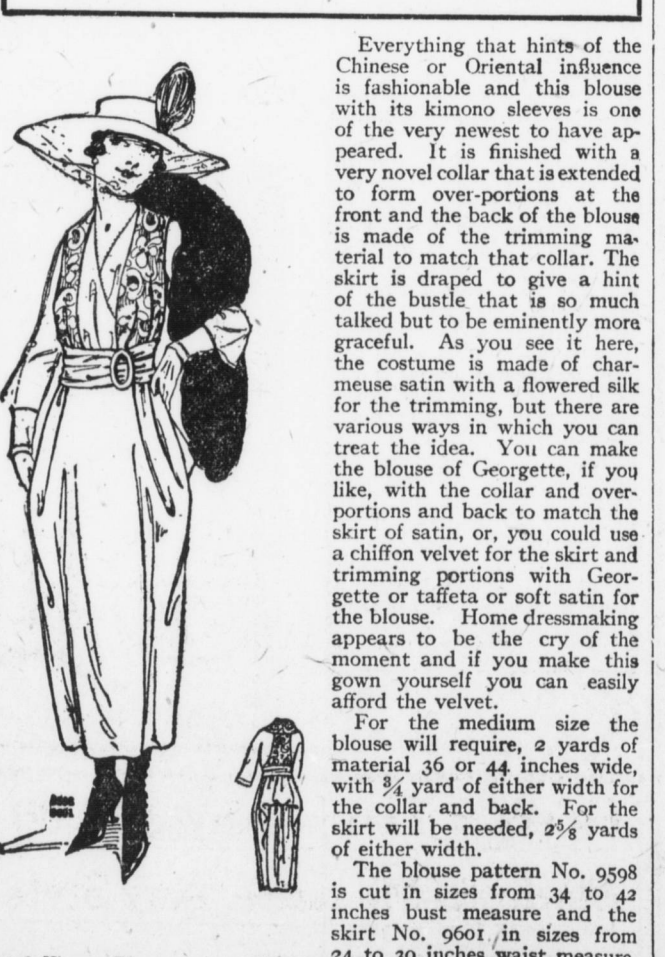 Everything that hints of the
Chinese or Oriental influence
is fashionable and this blouse
with its kimono sleeves is one
of the very newest to have ap-
peared. It is finished with a
very novel collar that is extended
to form over-portions at the
front and the back of the blouse
is made of the trimming ma-
terial to match that collar. The
skirt is draped to give a hint
of the bustle that is so much
talked but to be eminently more
graceful. As you see it here,
the costume is made of char-
meuse satin with a flowered silk
for the trimming, but there are
various ways in which you can
treat the idea. You can make
the blouse of Georgette, if you
like, with the collar and over-
portions and back to match the
skirt of satin, or, you could use
a chiffon velvet for the skirt and
trimming portions with Geor-
gette or taffeta or soft satin for
the blouse. Home dressmaking
appears to be the cry of the
moment and if you make this
gown yourself you can easily
afford the velvet.
For the medium size the
blouse will require, 2 yards of
material 36 or 44 inches wide,
with ¾ yard of either width for
the collar and back. For the
skirt will be needed, 2⅝ yards
of either width.
The blouse pattern No. 9598
is cut in sizes from 34 to 42
inches bust measure and the
skirt No. 9601 in sizes from
24 to 30 inches waist measure.